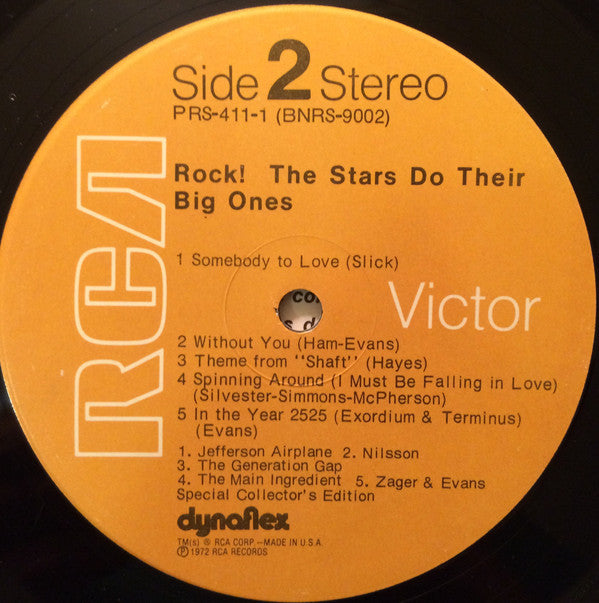 Side 2 Stereo
PRS-411-1 (BNRS-9002)
Rock! The Stars Do Their
Big Ones
1 Somebody to Love (Slick)
RCA
Victor
2 Without You (Ham-Evans)
3 Theme from "Shaft" (Hayes)
4 Spinning Around (I Must Be Falling in Love)
(Silvester-Simmons-McPherson)
5 In the Year 2525 (Exordium & Terminus)
(Evans)
1. Jefferson Airplane 2. Nilsson
3. The Generation Gap
4. The Main Ingredient 5. Zager & Evans
Special Collector's Edition
dynaflex
TM(s) ® RCA CORP.—MADE IN U.S.A.
Ⓟ 1972 RCA RECORDS